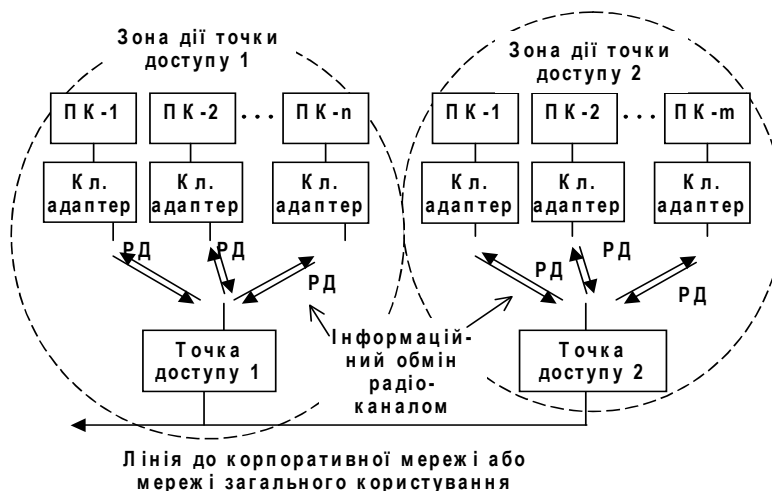 Зона дії точки
доступу 1
Зона дії точки
доступу 2
ПК-1
ПК-2
...
ПК-n
ПК-1
ПК-2
...
ПК-m
Кл.
адаптер
Кл.
адаптер
Кл.
адаптер
Кл.
адаптер
Кл.
адаптер
Кл.
адаптер
РД
РД
РД
РД
РД
РД
Точка
доступу 1
Інформацій-
ний обмін
радіо-
каналом
Точка
доступу 2
Лінія до корпоративної мережі або
мережі загального користування